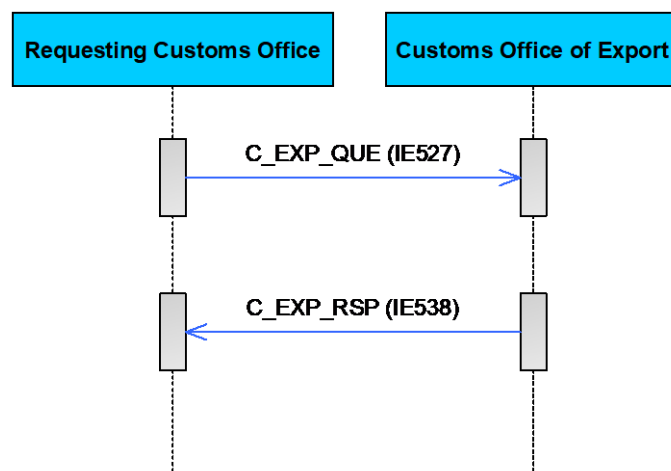 Requesting Customs Office
Customs Office of Export
C_EXP_QUE (IE527)
C_EXP_RSP (IE538)